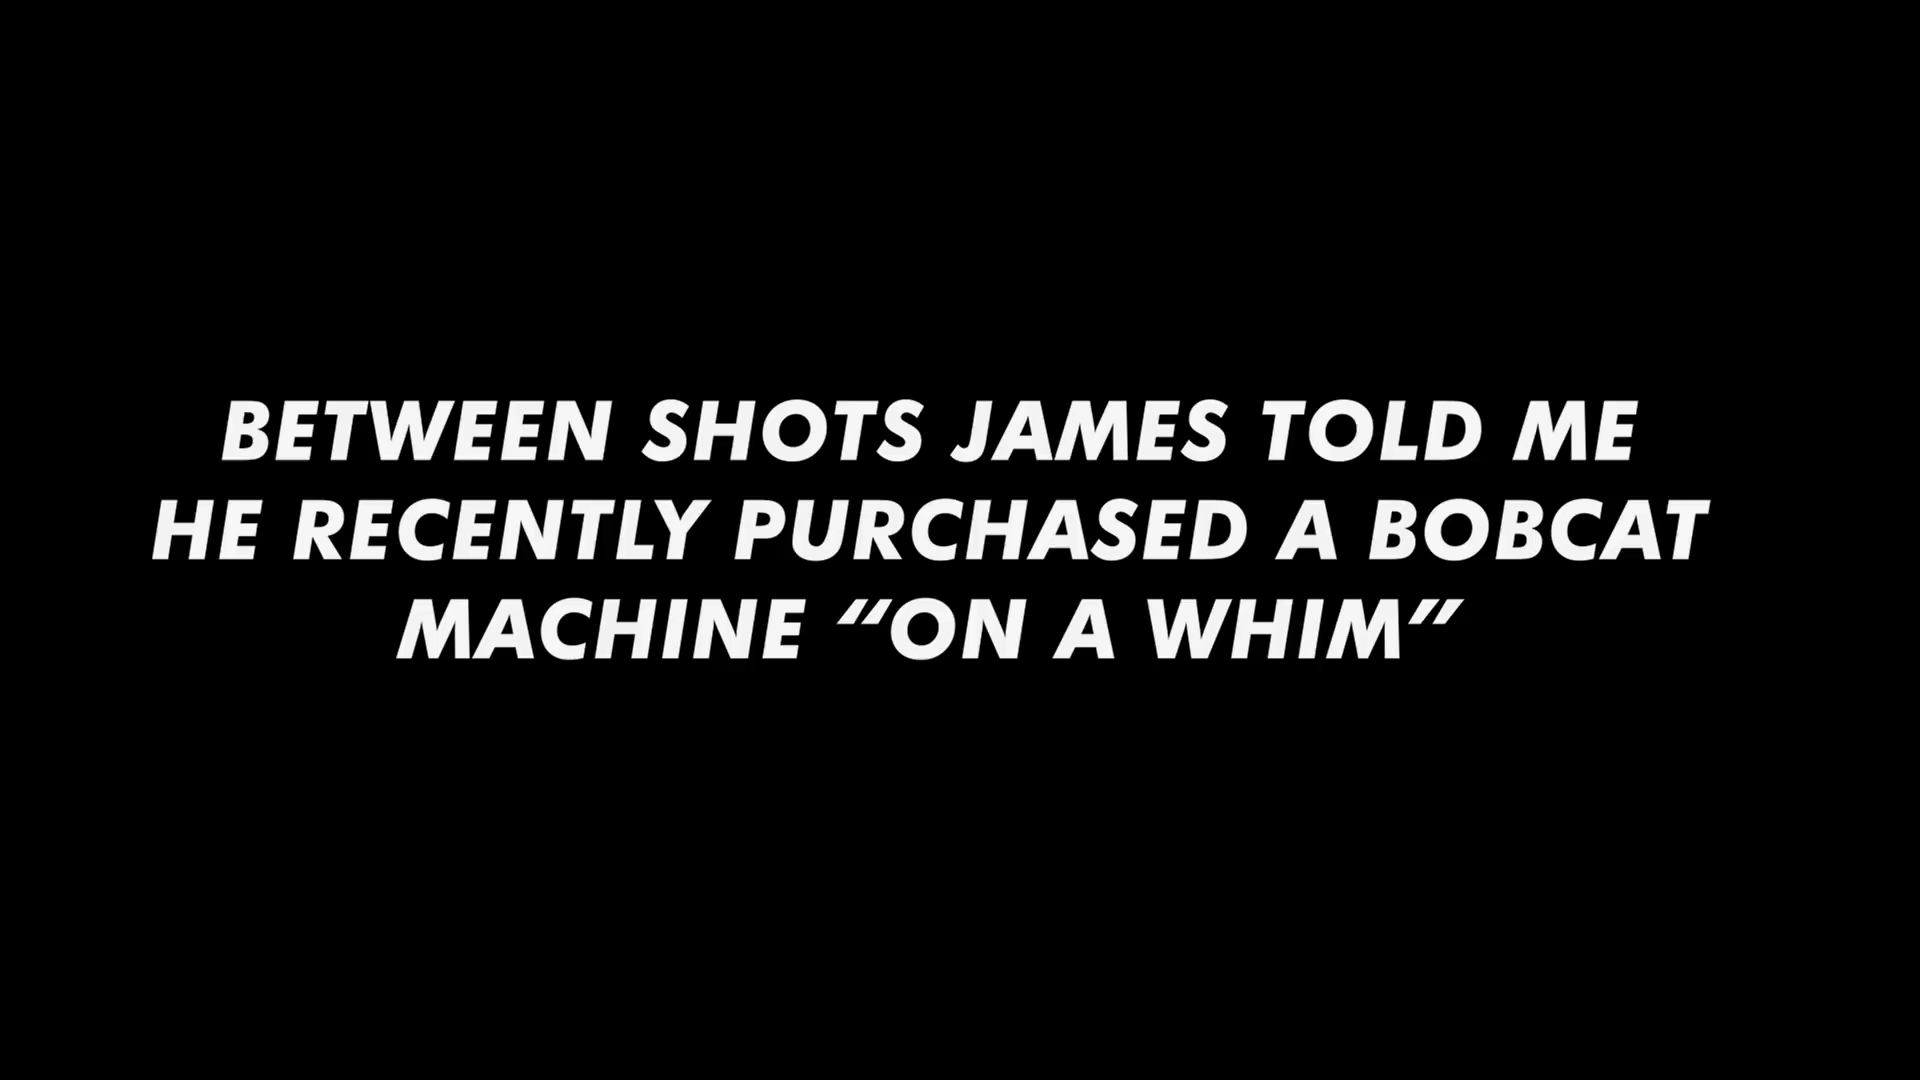 BETWEEN SHOTS JAMES TOLD ME
HE RECENTLY PURCHASED A BOBCAT
MACHINE “ON A WHIM”